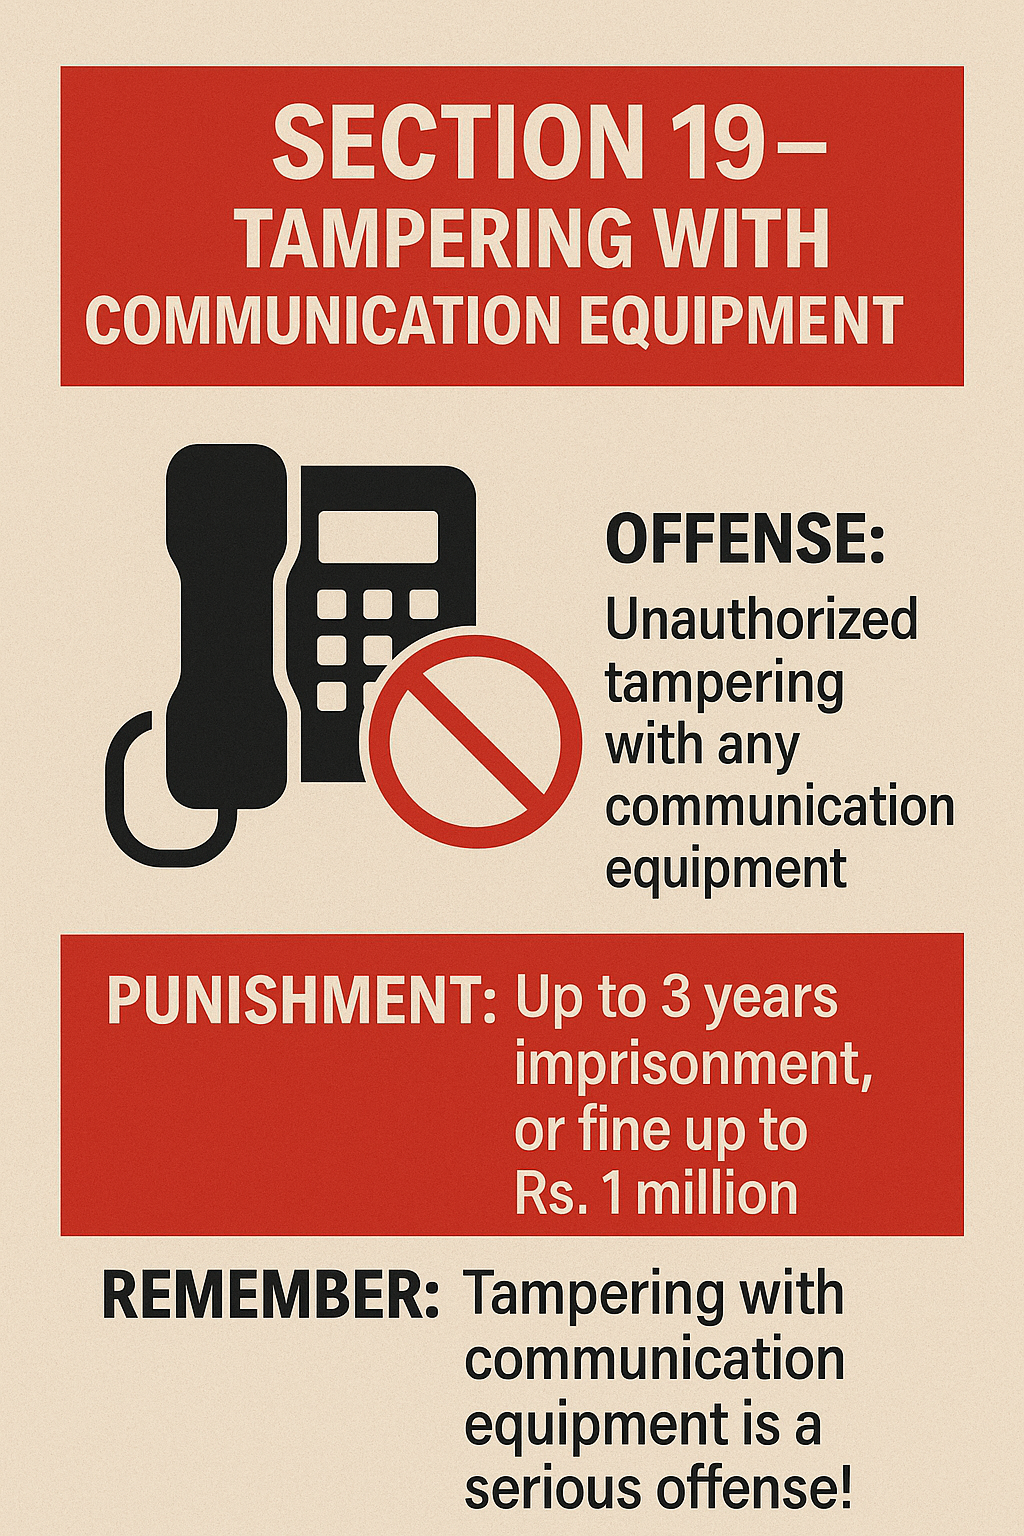 SECTION 19—
TAMPERING WITH
COMMUNICATION EQUIPMENT
OFFENSE:
Unauthorized
tampering
with any
communication
equipment
PUNISHMENT: Up to 3 years
imprisonment,
or fine up to
Rs. 1 million
REMEMBER: Tampering with
communication
equipment is a
serious offense!